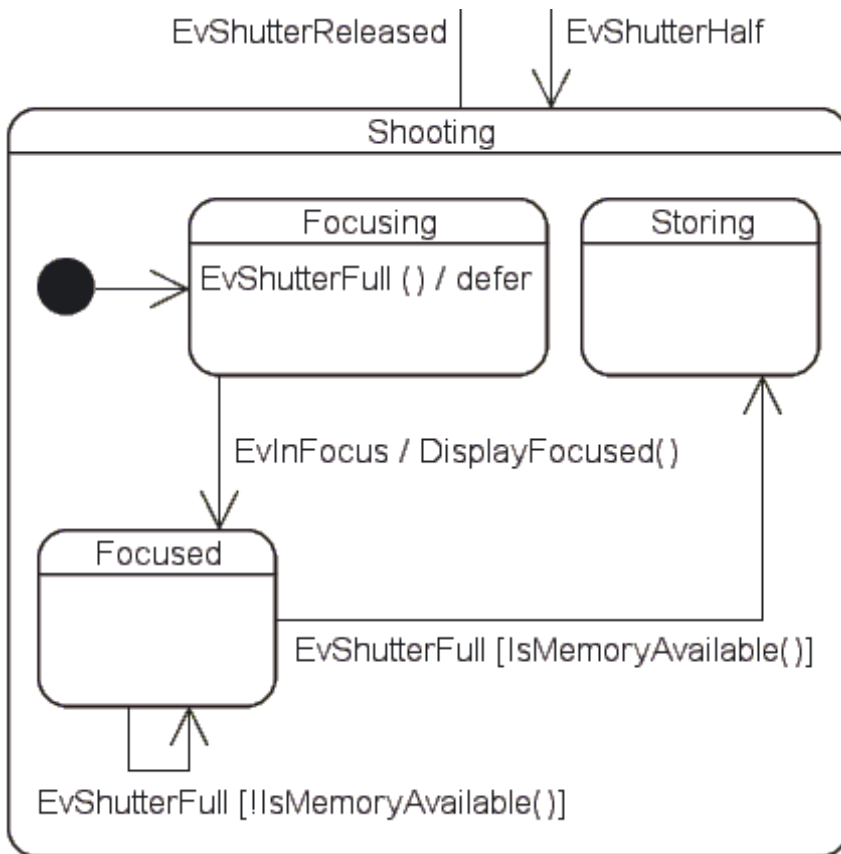 EvShutterReleased
EvShutterHalf
Shooting
Focusing
Storing
EvShutterFull () / defer
EvInFocus / DisplayFocused()
Focused
EvShutterFull [IsMemoryAvailable()]
EvShutterFull [!IsMemoryAvailable()]